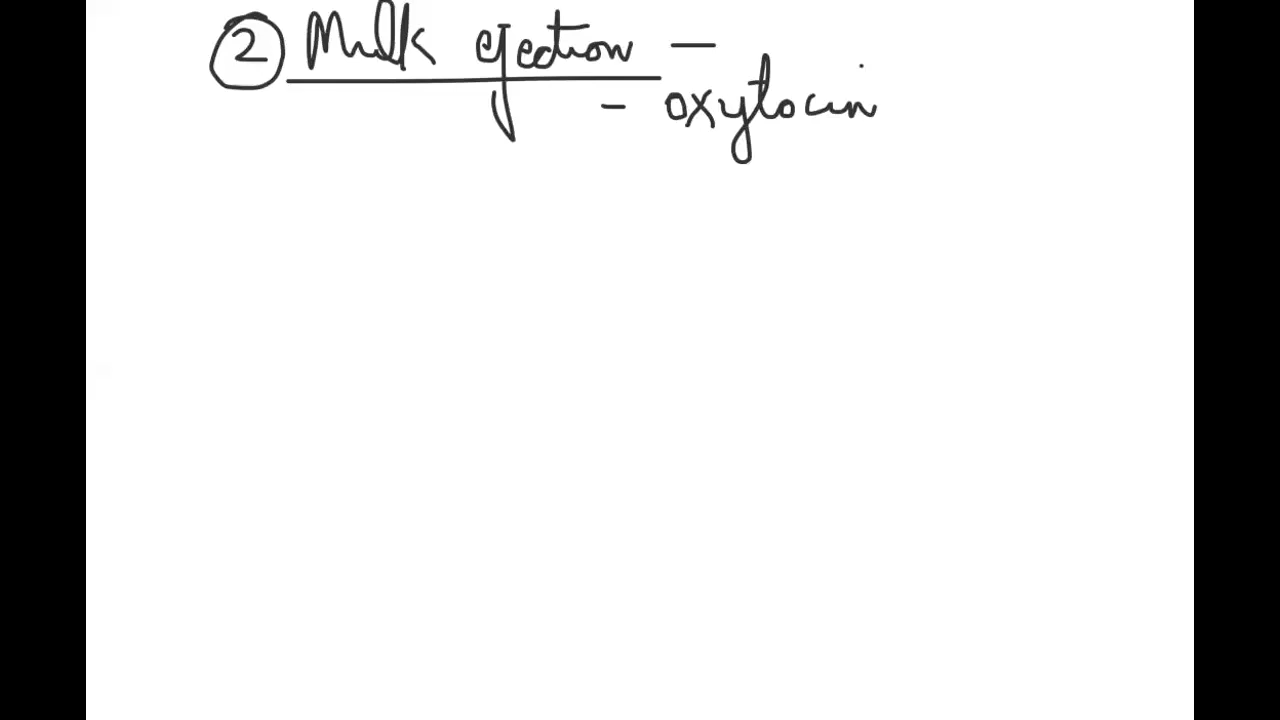 ② Milk ejection —
- oxytocin